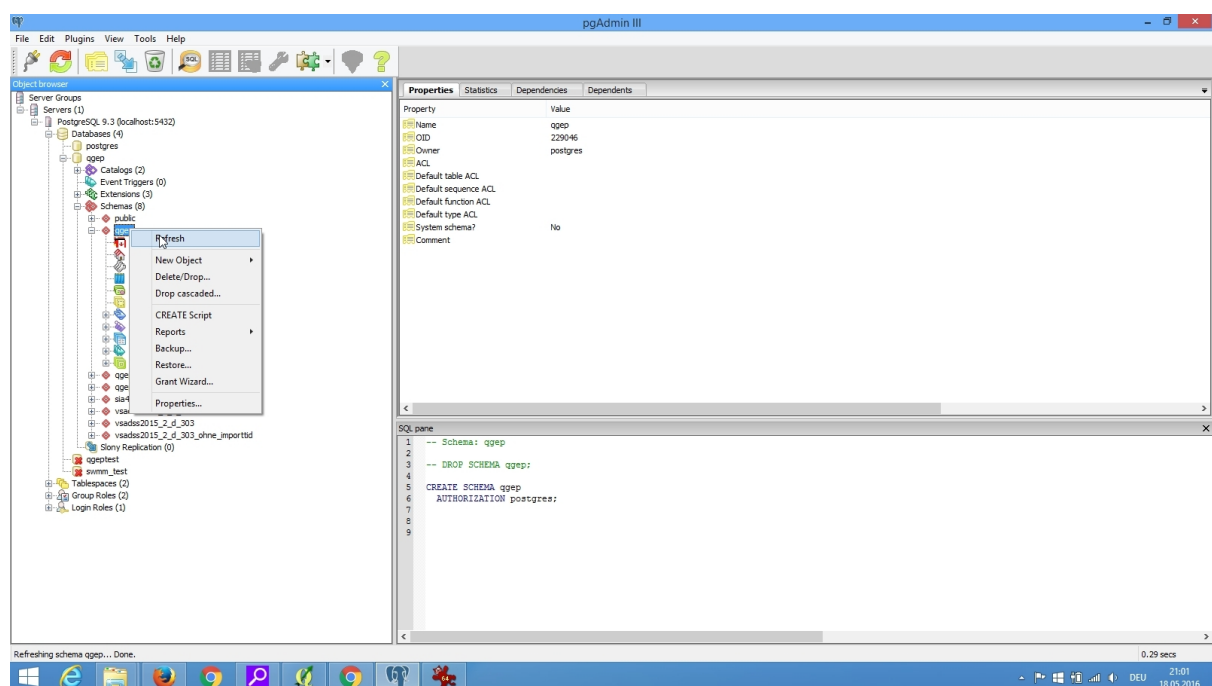 pgAdmin III
File Edit Plugins View Tools Help
SQL
Object browser
Server Groups
Servers (1)
PostgreSQL 9.3 (localhost:5432)
Databases (4)
postgres
qgep
Catalogs (2)
Event Triggers (0)
Extensions (3)
Schemas (8)
public
Refresh
New Object
Delete/Drop...
Drop cascaded...
CREATE Script
Reports
Backup...
Restore...
Grant Wizard...
Properties...
vsadss2015_2_d_303
vsadss2015_2_d_303_ohne_importtid
Slony Replication (0)
qgeptest
swmm_test
Tablespaces (2)
Group Roles (2)
Login Roles (1)
Properties Statistics Dependencies Dependents
Property Value
Name qgep
OID 229046
Owner postgres
ACL
Default table ACL
Default sequence ACL
Default function ACL
Default type ACL
System schema? No
Comment
SQL pane
1 -- Schema: qgep
2
3 -- DROP SCHEMA qgep;
4
5 CREATE SCHEMA qgep
6 AUTHORIZATION postgres;
7
8
9
Refreshing schema qgep... Done. 0.29 secs
64
DEU 21:01
18.05.2016